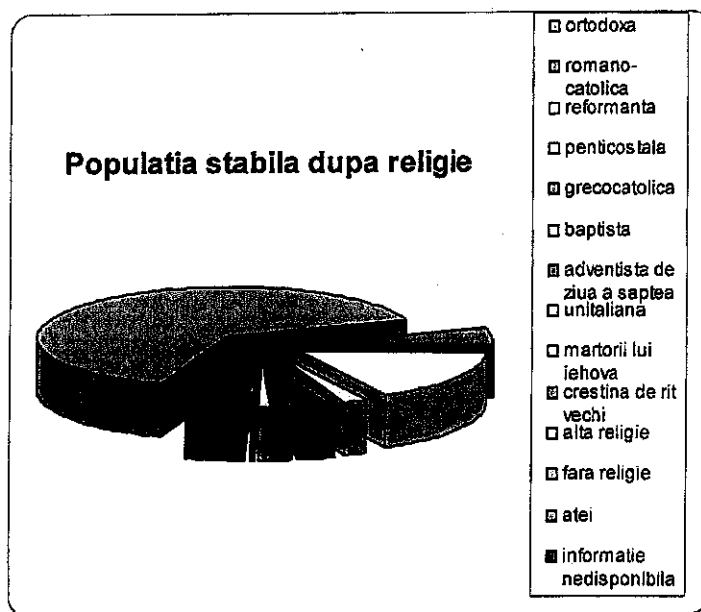 Populatia stabila dupa religie
ortodoxa
romano-
catolica
reformanta
penticostala
grecocatolica
baptista
adventista de
ziua a saptea
unitaliana
martorii lui
iehova
crestina de rit
vechi
alta religie
fara religie
atei
informatie
nedisponibila